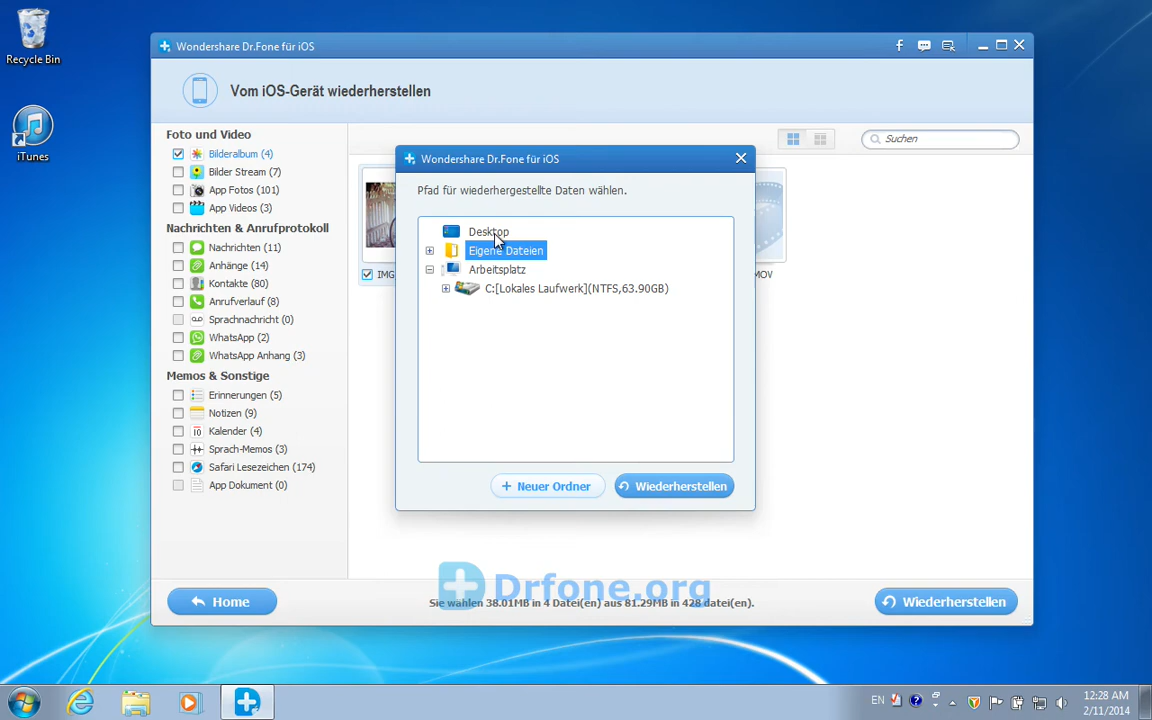 Recycle Bin
iTunes
Wondershare Dr.Fone für iOS
Vom iOS-Gerät wiederherstellen
Foto und Video
Bilderalbum (4)
Bilder Stream (7)
App Fotos (101)
App Videos (3)
Nachrichten & Anrufprotokoll
Nachrichten (11)
Anhänge (14)
Kontakte (80)
Anrufverlauf (8)
Sprachnachricht (0)
WhatsApp (2)
WhatsApp Anhang (3)
Memos & Sonstige
Erinnerungen (5)
Notizen (9)
Kalender (4)
Sprach-Memos (3)
Safari Lesezeichen (174)
App Dokument (0)
Suchen
IMG
MOV
Wondershare Dr.Fone für iOS
Pfad für wiederhergestellte Daten wählen.
Desktop
Eigene Dateien
Arbeitsplatz
C:[Lokales Laufwerk](NTFS,63.90GB)
+ Neuer Ordner
Wiederherstellen
Drfone.org
Home
Sie wählen 38.01MB in 4 Datei(en) aus 81.29MB in 428 datei(en).
Wiederherstellen
EN
12:28 AM
2/11/2014